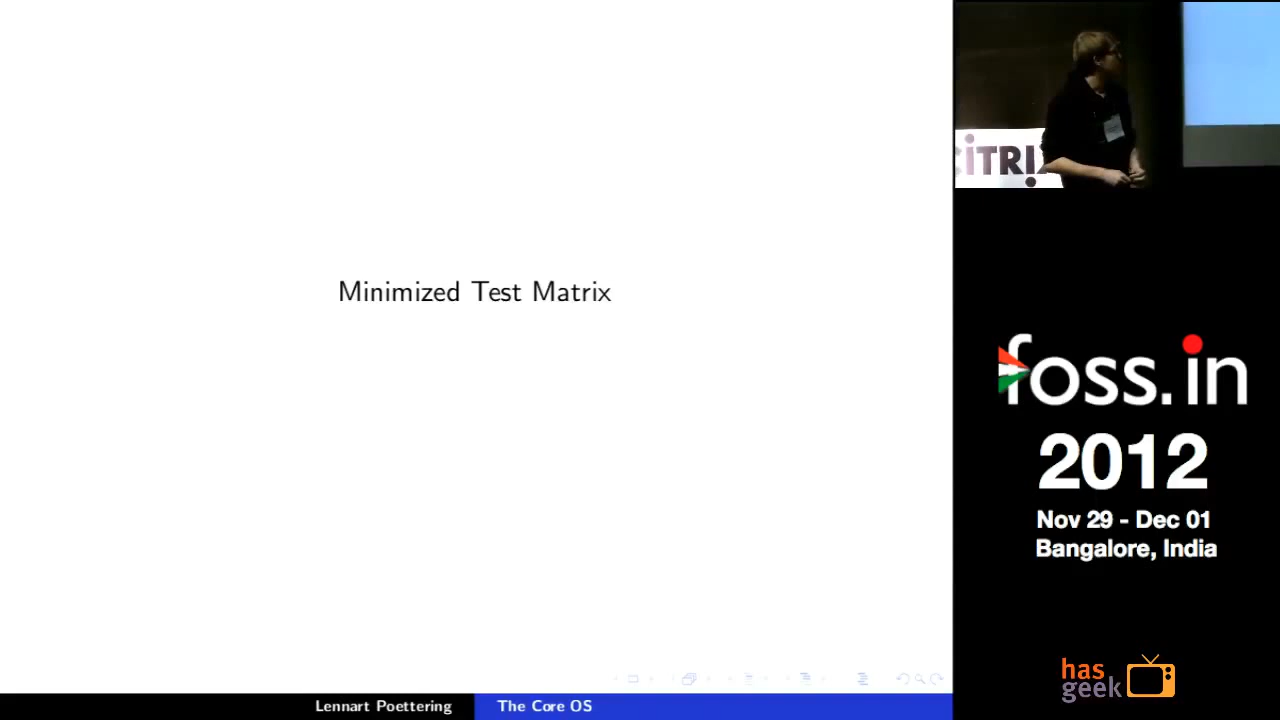 Minimized Test Matrix
Lennart Poettering
The Core OS
CiTRI
foss.in
2012
Nov 29 - Dec 01
Bangalore, India
has
geek